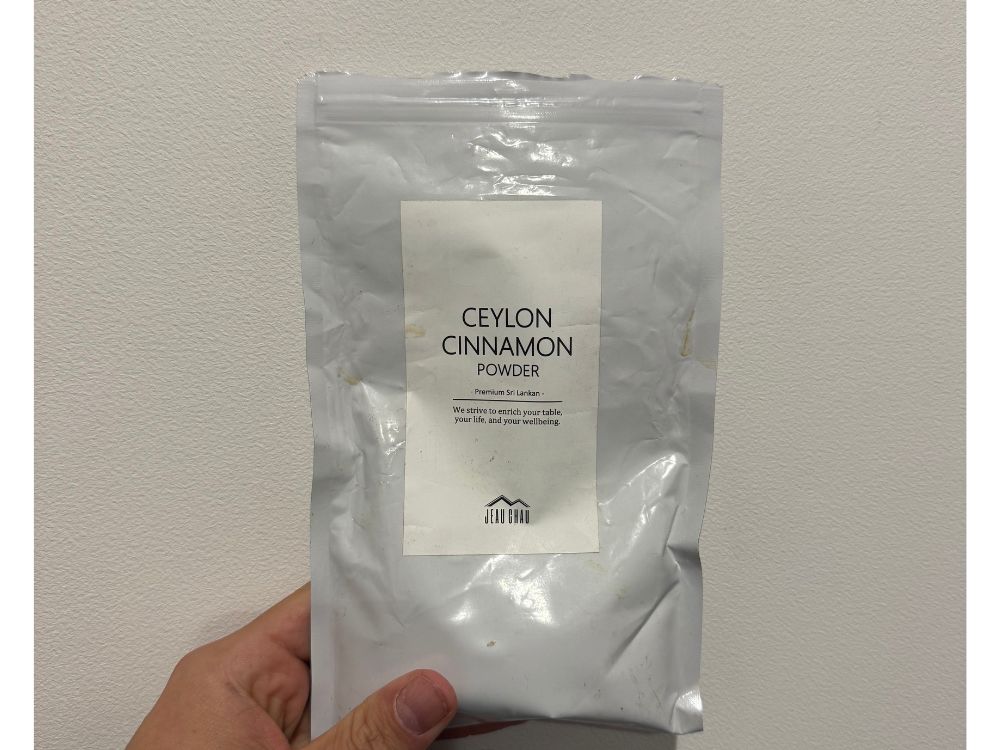 CEYLON
CINNAMON
POWDER
- Premium Sri Lankan -
We strive to enrich your table,
your life, and your wellbeing.
JEAU CHAU